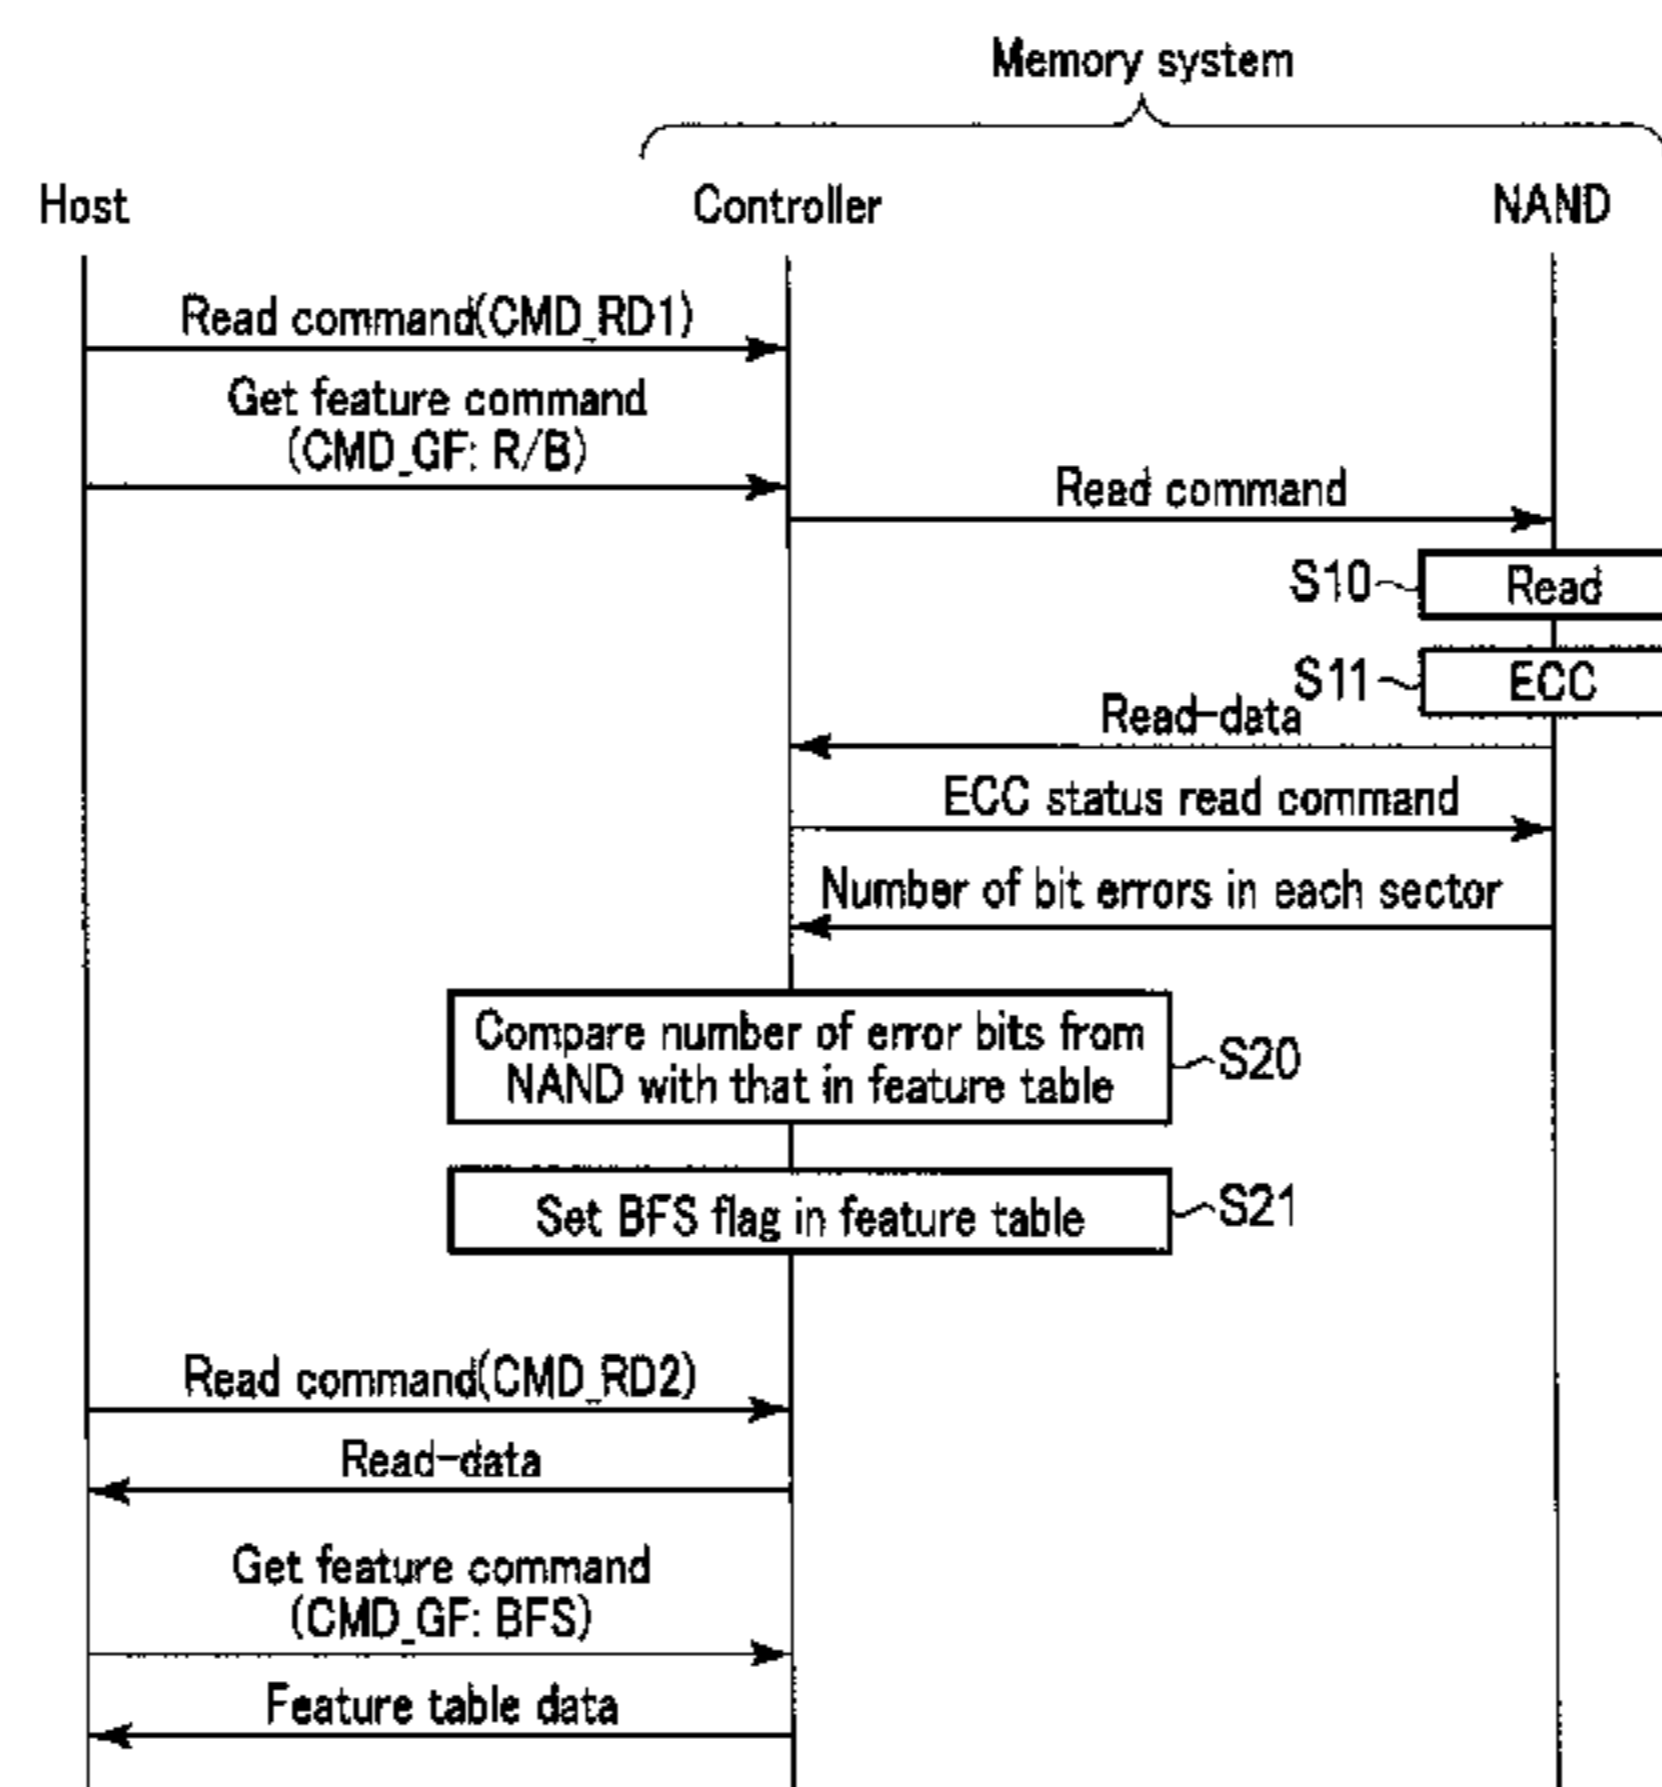 Memory system
Host
Controller
NAND
Read command(CMD_RD1)
Get feature command
(CMD_GF: R/B)
Read command
S10
Read
S11
ECC
Read-data
ECC status read command
Number of bit errors in each sector
Compare number of error bits from
NAND with that in feature table
S20
Set BFS flag in feature table
S21
Read command(CMD_RD2)
Read-data
Get feature command
(CMD_GF: BFS)
Feature table data